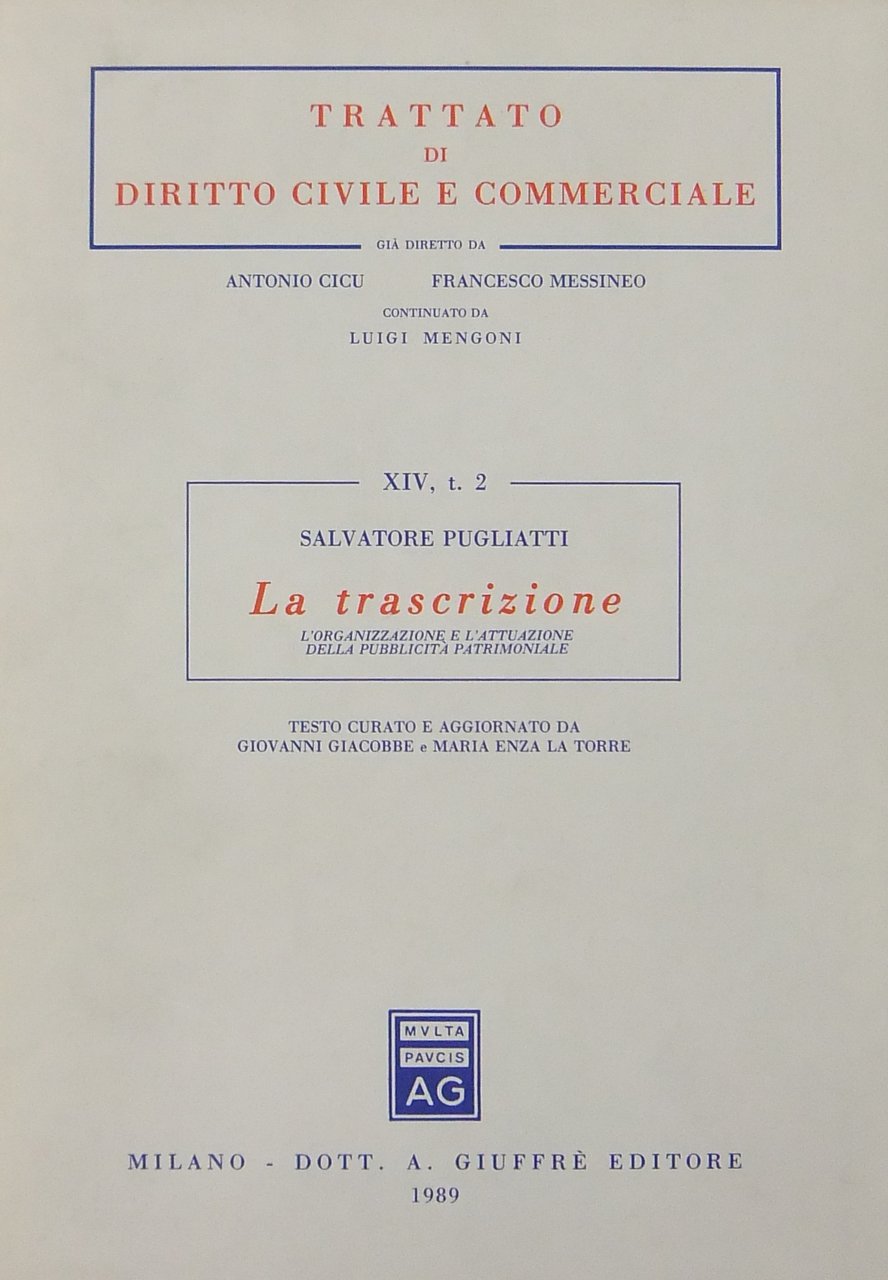 TRATTATO
DI
DIRITTO CIVILE E COMMERCIALE
GIÀ DIRETTO DA
ANTONIO CICU FRANCESCO MESSINEO
CONTINUATO DA
LUIGI MENGONI
XIV, t. 2
SALVATORE PUGLIATTI
La trascrizione
L'ORGANIZZAZIONE E L'ATTUAZIONE
DELLA PUBBLICITÀ PATRIMONIALE
TESTO CURATO E AGGIORNATO DA
GIOVANNI GIACOBBE e MARIA ENZA LA TORRE
MVLTA
PAVCIS
AG
MILANO - DOTT. A. GIUFFRÈ EDITORE
1989